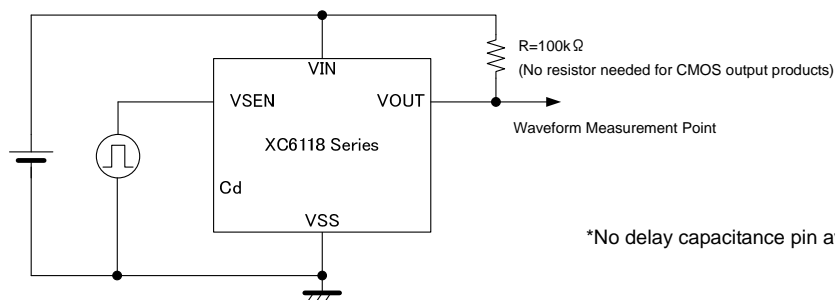 R=100kΩ
(No resistor needed for CMOS output products)
VIN
VSEN
VOUT
Waveform Measurement Point
XC6118 Series
Cd
VSS
*No delay capacitance pin